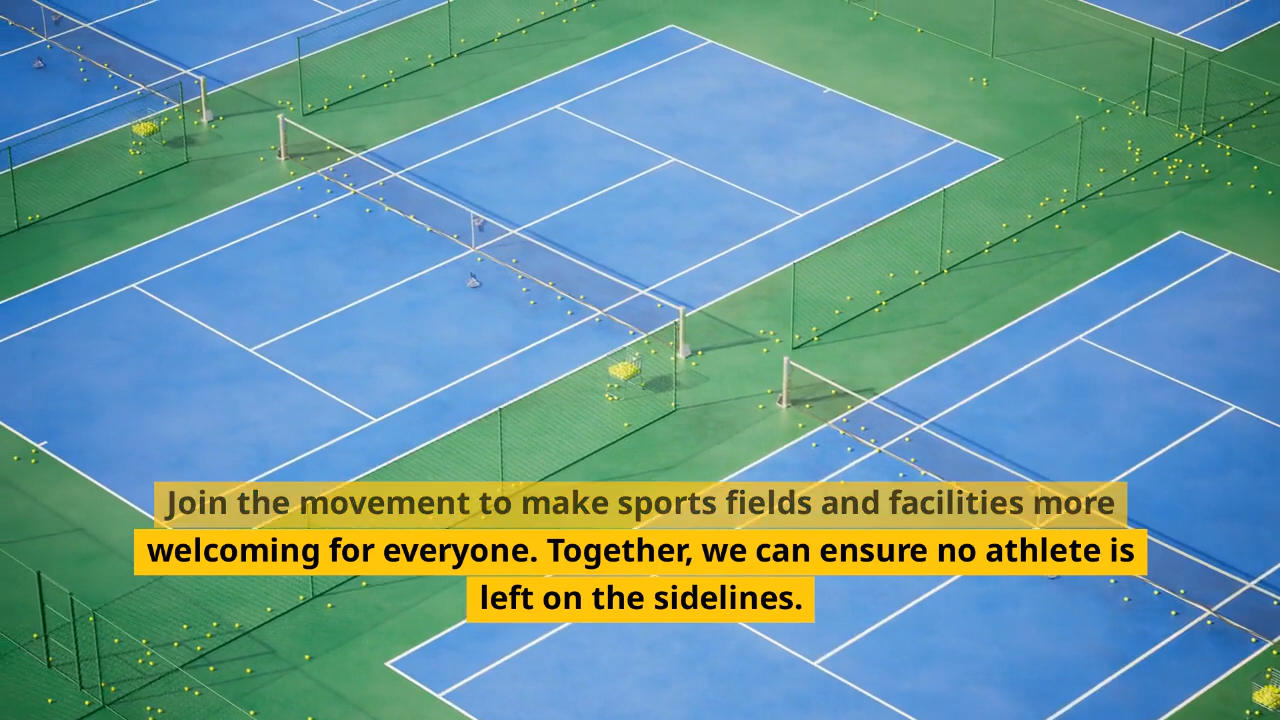 Join the movement to make sports fields and facilities more
welcoming for everyone. Together, we can ensure no athlete is
left on the sidelines.